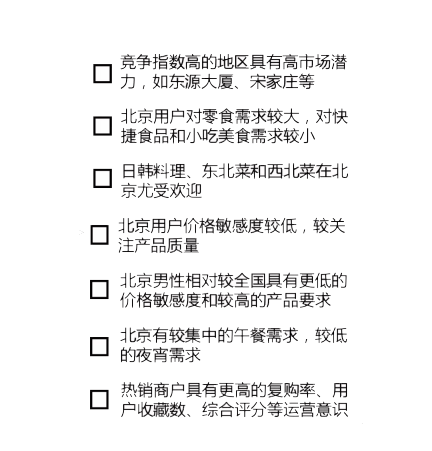 竞争指数高的地区具有高市场潜
力，如东源大厦、宋家庄等
北京用户对零食需求较大，对快
捷食品和小吃美食需求较小
日韩料理、东北菜和西北菜在北
京尤受欢迎
北京用户价格敏感度较低，较关
注产品质量
北京男性相对较全国具有更低的
价格敏感度和较高的产品要求
北京有较集中的午餐需求，较低
的夜宵需求
热销商户具有更高的复购率、用
户收藏数、综合评分等运营意识